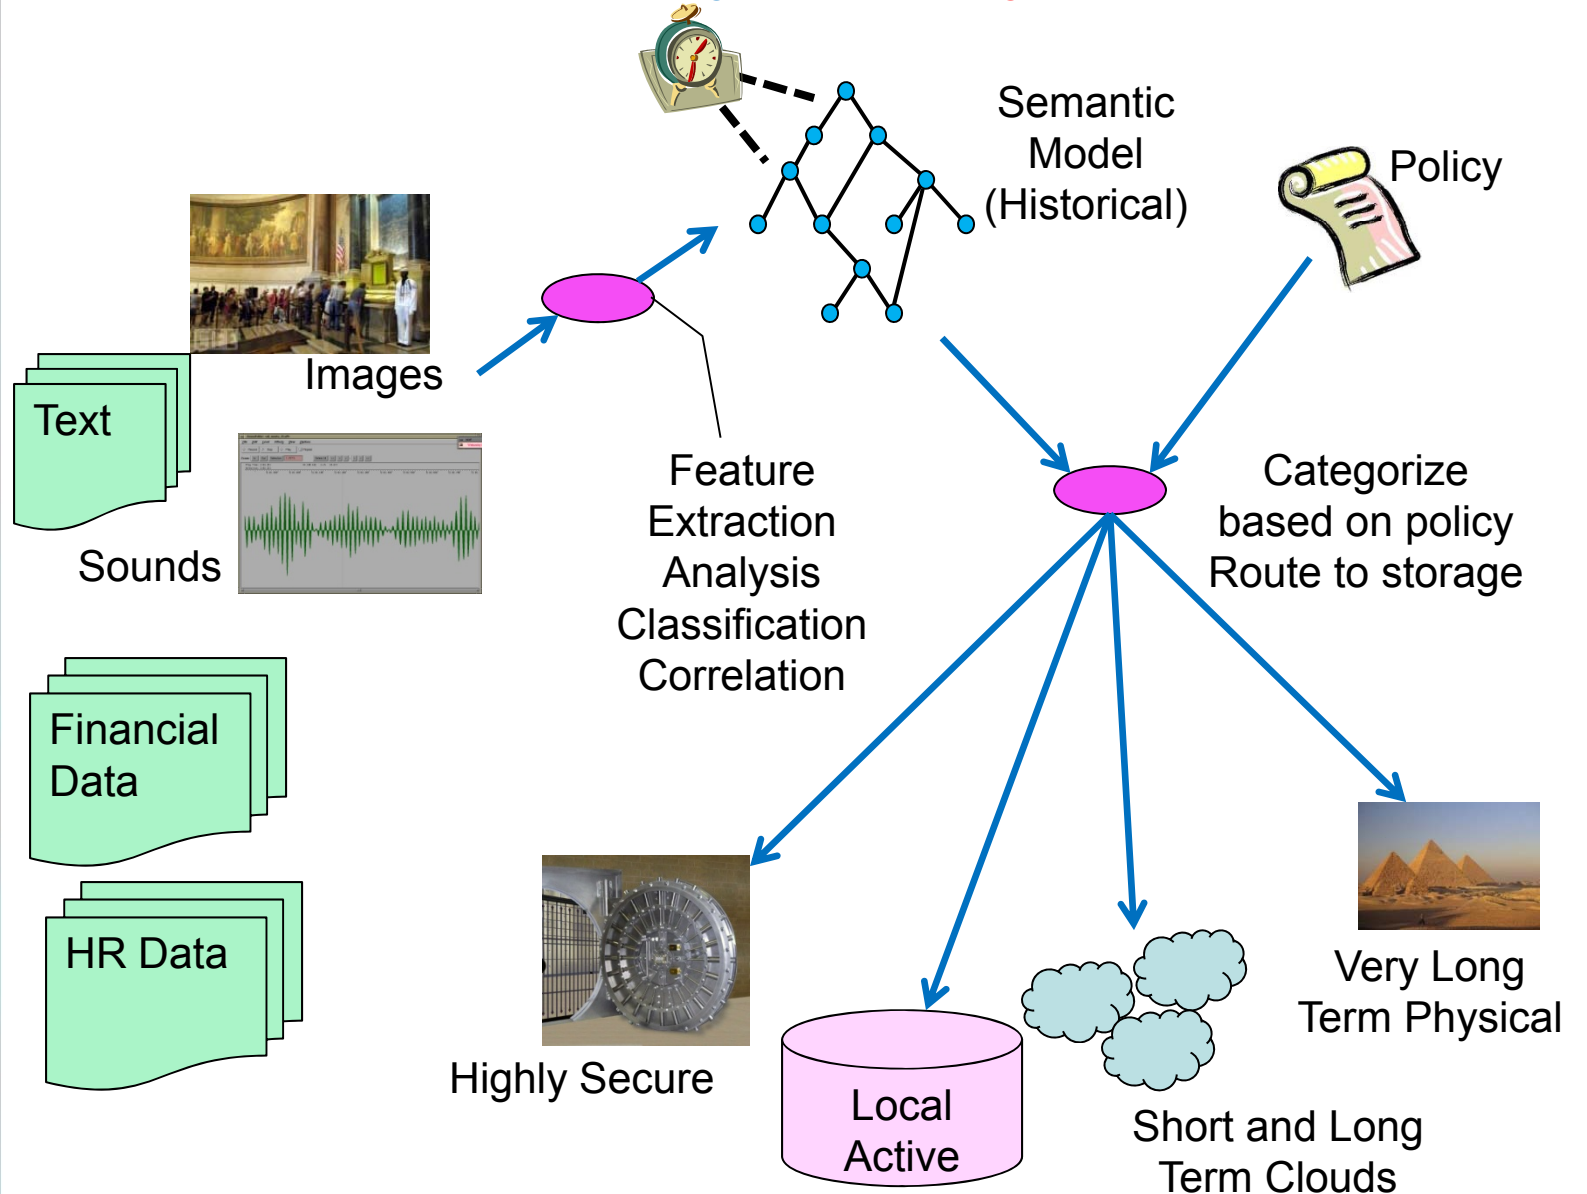 Semantic
Model
(Historical)
Policy
Images
Text
Sounds
Feature
Extraction
Analysis
Classification
Correlation
Categorize
based on policy
Route to storage
Financial
Data
HR Data
Highly Secure
Local
Active
Short and Long
Term Clouds
Very Long
Term Physical